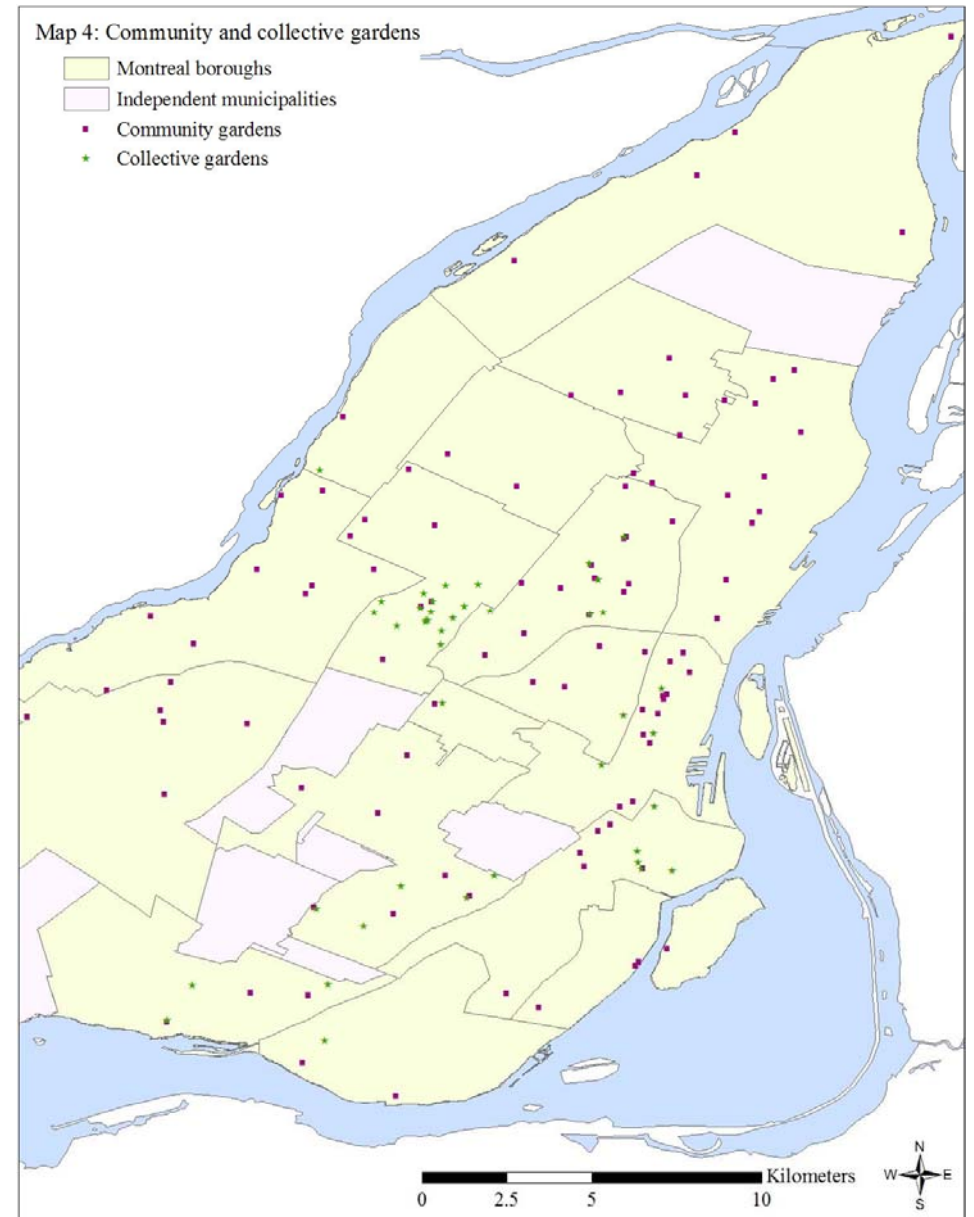 Map 4: Community and collective gardens
Montreal boroughs
Independent municipalities
Community gardens
Collective gardens
N
W E
S
Kilometers
0 2.5 5 10